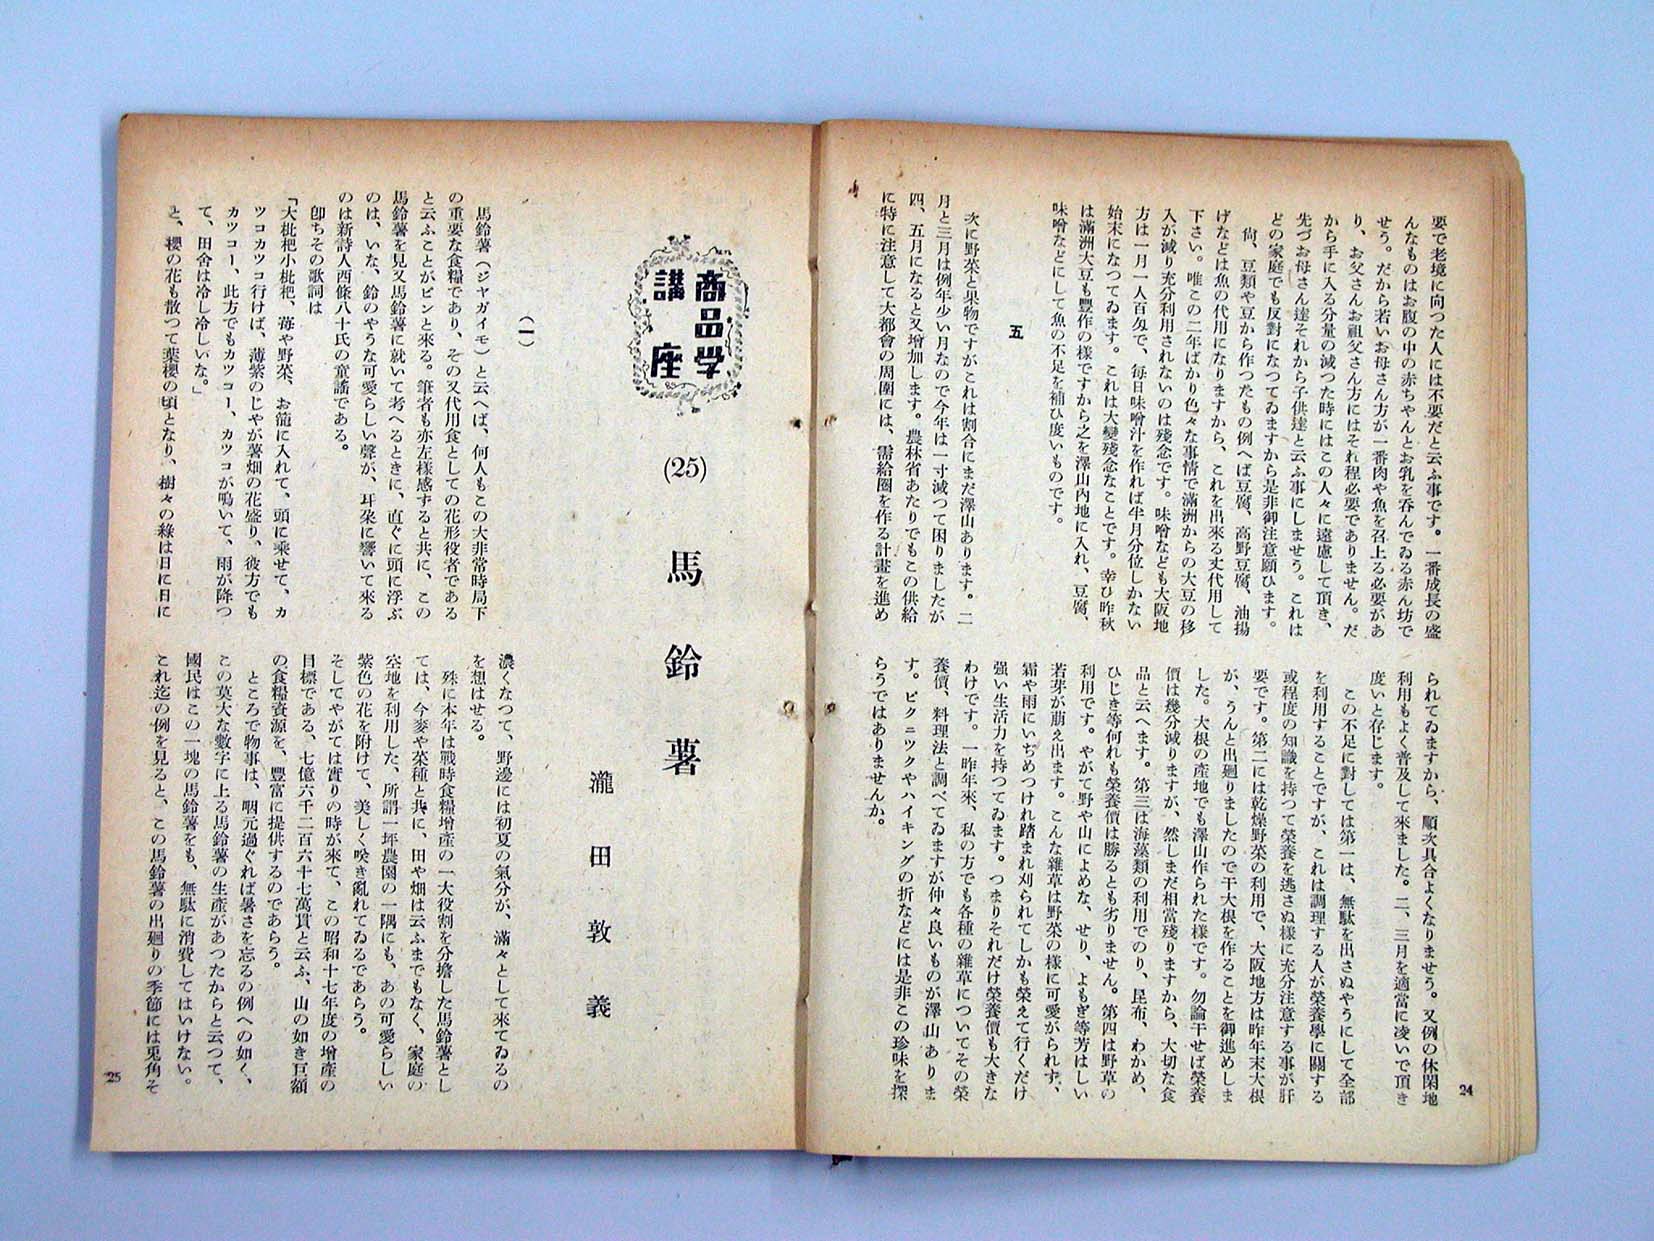 要で老境に向つた人には不要だと云ふ事です。一番成長の盛
んなものはお腹の中の赤ちやんとお乳を呑んでゐる赤ん坊で
せう。だから若いお母さん方が一番肉や魚を召上る必要があ
り、お父さんお祖父さん方にはそれ程必要でありません。だ
から手に入る分量の減つた時にはこの人々に遠慮して頂き、
先づお母さん達それから子供達と云ふ事にしませう。これは
どの家庭でも反對になつてゐますから是非御注意願ひます。
尙、豆類や豆から作つたもの例へば豆腐、高野豆腐、油揚
げなどは魚の代用になりますから、これを出來る丈代用して
下さい。唯この二年ばかり色々な事情で滿洲からの大豆の移
入が減り充分利用されないのは殘念です。味噌なども大阪地
方は一月一人百匁で、每日味噌汁を作れば半月分位しかない
始末になつてゐます。これは大變殘念なことです。幸ひ昨秋
は滿洲大豆も豐作の樣ですから之を澤山內地に入れ、豆腐、
味噌などにして魚の不足を補ひ度いものです。
五
次に野菜と果物ですがこれは割合にまだ澤山あります。二
月と三月は例年少い月なので今年は一寸減つて困りましたが
四、五月になると又增加します。農林省あたりでもこの供給
に特に注意して大都會の周圍には、需給圈を作る計畫を進め
られてゐますから、順次具合よくなりませう。又例の休閑地
利用もよく普及して來ました。二、三月を適當に凌いで頂き
度いと存じます。
この不足に對しては第一は、無駄を出さぬやうにして全部
を利用することですが、これは調理する人が榮養學に關する
或程度の知識を持つて榮養を逃さぬ樣に充分注意する事が肝
要です。第二には乾燥野菜の利用で、大阪地方は昨年末大根
が、うんと出廻りましたので干大根を作ることを御進めしま
した。大根の產地でも澤山作られた樣です。勿論干せば榮養
價は幾分減りますが、然しまだ相當殘りますから、大切な食
品と云へます。第三は海藻類の利用でのり、昆布、わかめ、
ひじき等何れも榮養價は勝るとも劣りません。第四は野草の
利用です。やがて野や山によめな、せり、よもぎ等芳はしい
若芽が萠え出ます。こんな雜草は野菜の樣に可愛がられず、
霜や雨にいぢめつけれ踏まれ刈られてしかも榮えて行くだけ
强い生活力を持つてゐます。つまりそれだけ榮養價も大きな
わけです。一昨年來、私の方でも各種の雜草についてその榮
養價、料理法と調べてゐますが仲々良いものが澤山ありま
す。ピクニツクやハイキングの折などには是非この珍味を探
らうではありませんか。
24
商品學
講座
(25)
馬鈴薯
瀧田敦義
(一)
馬鈴薯(ジヤガイモ)と云へば、何人もこの大非常時局下
の重要な食糧であり、その又代用食としての花形役者である
と云ふことがピンと來る。筆者も亦左樣感ずると共に、この
馬鈴薯を見又馬鈴薯に就いて考へるときに、直ぐに頭に浮ぶ
のは、いな、鈴のやうな可愛らしい聲が、耳朶に響いて來る
のは新詩人西條八十氏の童謠である。
卽ちその歌詞は
「大枇杷小枇杷、苺や野菜、お籠に入れて、頭に乘せて、カ
ツコカツコ行けば、薄紫のじやが薯畑の花盛り、彼方でも
カツコー、此方でもカツコー、カツコが鳴いて、雨が降つ
て、田舍は冷し冷しいな。」
と、櫻の花も散つて葉櫻の頃となり、樹々の綠は日に日に
濃くなつて、野邊には初夏の氣分が、滿々として來てゐるの
を想はせる。
殊に本年は戰時食糧增產の一大役割を分擔した馬鈴薯とし
ては、今麥や菜種と共に、田や畑は云ふまでもなく、家庭の
空地を利用した、所謂一坪農園の一隅にも、あの可愛らしい
紫色の花を附けて、美しく咲き亂れてゐるであらう。
そしてやがては實りの時が來て、この昭和十七年度の增產の
目標である、七億六千二百六十七萬貫と云ふ、山の如き巨額
の食糧資源を、豐富に提供するのであらう。
ところで物事は、咽元過ぐれば暑さを忘るの例への如く、
この莫大な數字に上る馬鈴薯の生產があつたからと云つて、
國民はこの一塊の馬鈴薯をも、無駄に消費してはいけない。
これ迄の例を見ると、この馬鈴薯の出廻りの季節には兎角そ
25